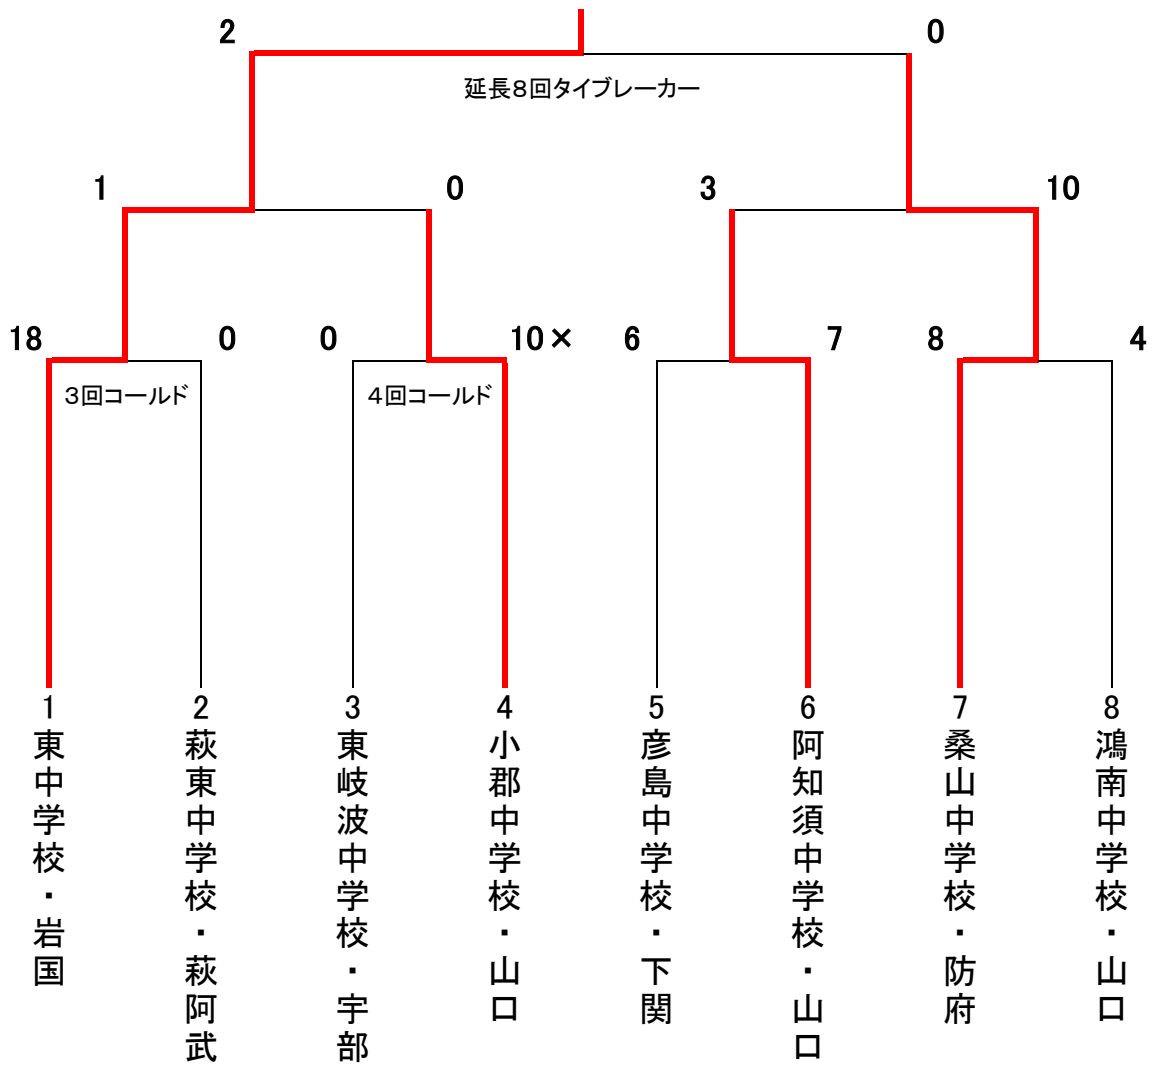 2
0
延長８回タイブレーカー
1
0
3
10
18
0
0
10×
6
7
8
4
３回コールド
４回コールド
1
2
3
4
5
6
7
8
東中学校・岩国
萩東中学校・萩阿武
東岐波中学校・宇部
小郡中学校・山口
彦島中学校・下関
阿知須中学校・山口
桑山中学校・防府
鴻南中学校・山口